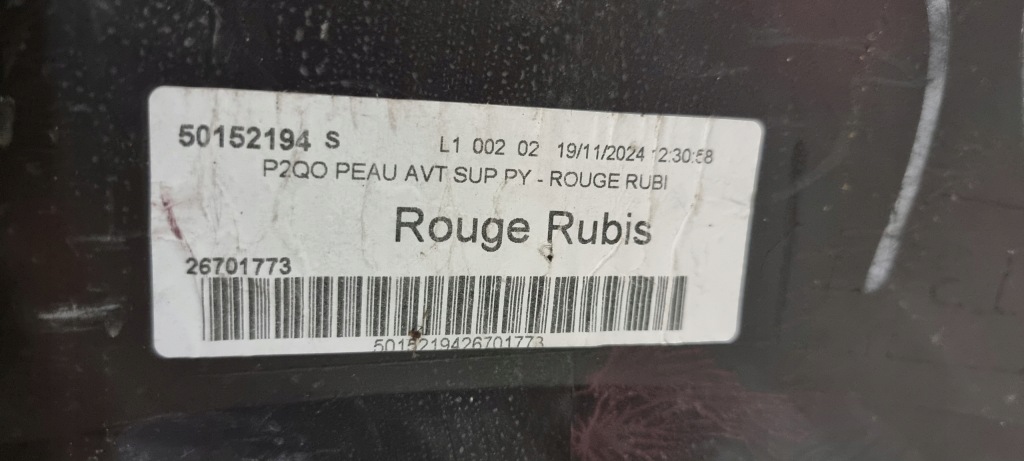 50152194 S L1 002 02 19/11/2024 12:30:58
P2QO PEAU AVT SUP PY - ROUGE RUBI
Rouge Rubis
26701773
5015219426701773